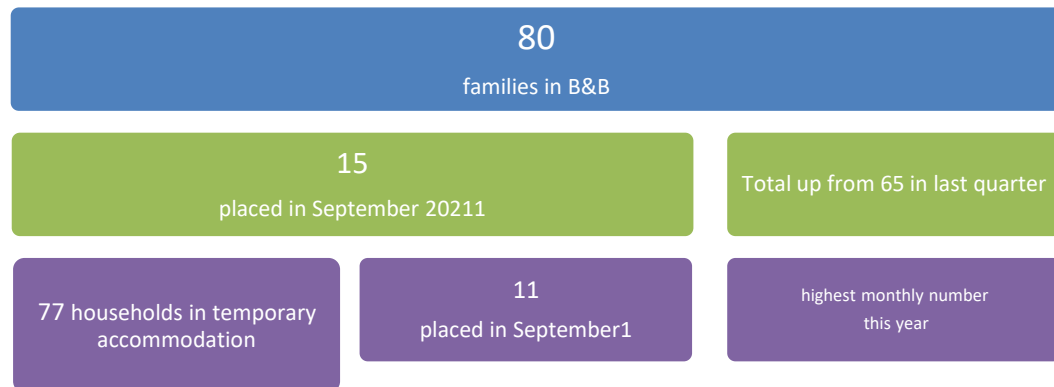 80
families in B&B
15
placed in September 20211
Total up from 65 in last quarter
77 households in temporary
accommodation
11
placed in September1
highest monthly number
this year